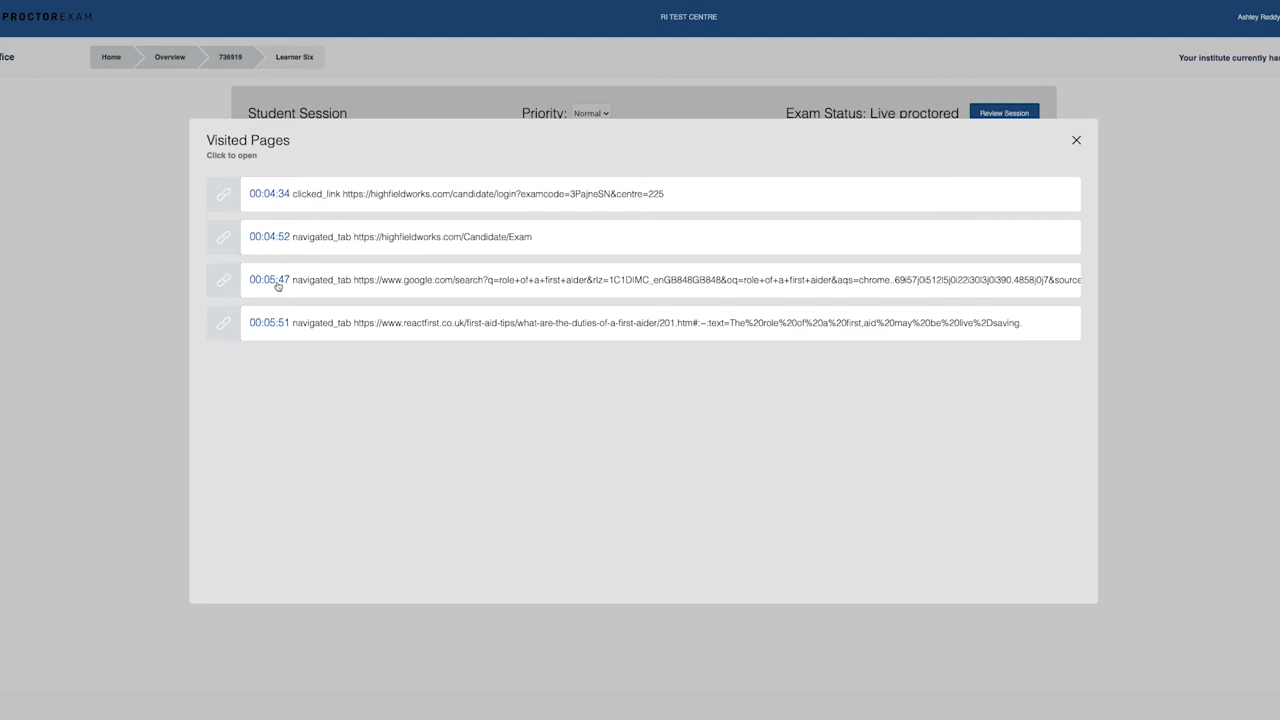 PROCTOREXAM
RI TEST CENTRE
Ashley Reddy
fice
Home
Overview
736919
Learner Six
Your institute currently has
Student Session
Priority: Normal
Exam Status: Live proctored
Review Session
Visited Pages
Click to open
00:04:34 clicked_link https://highfieldworks.com/candidate/login?examcode=3PajneSN&centre=225
00:04:52 navigated_tab https://highfieldworks.com/Candidate/Exam
00:05:47 navigated_tab https://www.google.com/search?q=role+of+a+first+aider&rlz=1C1DIMC_enGB848GB848&oq=role+of+a+first+aider&aqs=chrome..69i57j0i512l5j0i22i30l3j0i390.4858j0j7&source
00:05:51 navigated_tab https://www.reactfirst.co.uk/first-aid-tips/what-are-the-duties-of-a-first-aider/201.htm#:~:text=The%20role%20of%20a%20first,aid%20may%20be%20live%2Dsaving.